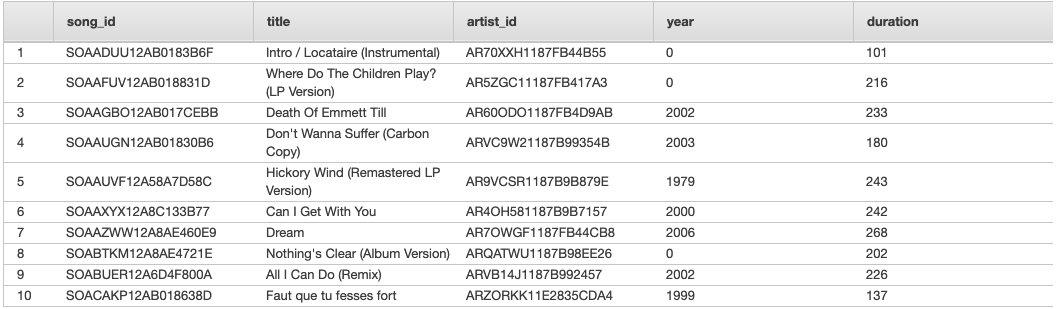 song_id title artist_id year duration
1 SOAADUU12AB0183B6F Intro / Locataire (Instrumental) AR70XXH1187FB44B55 0 101
2 SOAAFUV12AB018831D Where Do The Children Play? (LP Version) AR5ZGC11187FB417A3 0 216
3 SOAAGBO12AB017CEBB Death Of Emmett Till AR60ODO1187FB4D9AB 2002 233
4 SOAAUGN12AB01830B6 Don't Wanna Suffer (Carbon Copy) ARVC9W21187B99354B 2003 180
5 SOAAUVF12A58A7D58C Hickory Wind (Remastered LP Version) AR9VCSR1187B9B879E 1979 243
6 SOAAXYX12A8C133B77 Can I Get With You AR4OH581187B9B7157 2000 242
7 SOAAZWW12A8AE460E9 Dream AR7OWGF1187FB44CB8 2006 268
8 SOABTKM12A8AE4721E Nothing's Clear (Album Version) ARQATWU1187B98EE26 0 202
9 SOABUER12A6D4F800A All I Can Do (Remix) ARVB14J1187B992457 2002 226
10 SOACAKP12AB018638D Faut que tu fesses fort ARZORKK11E2835CDA4 1999 137